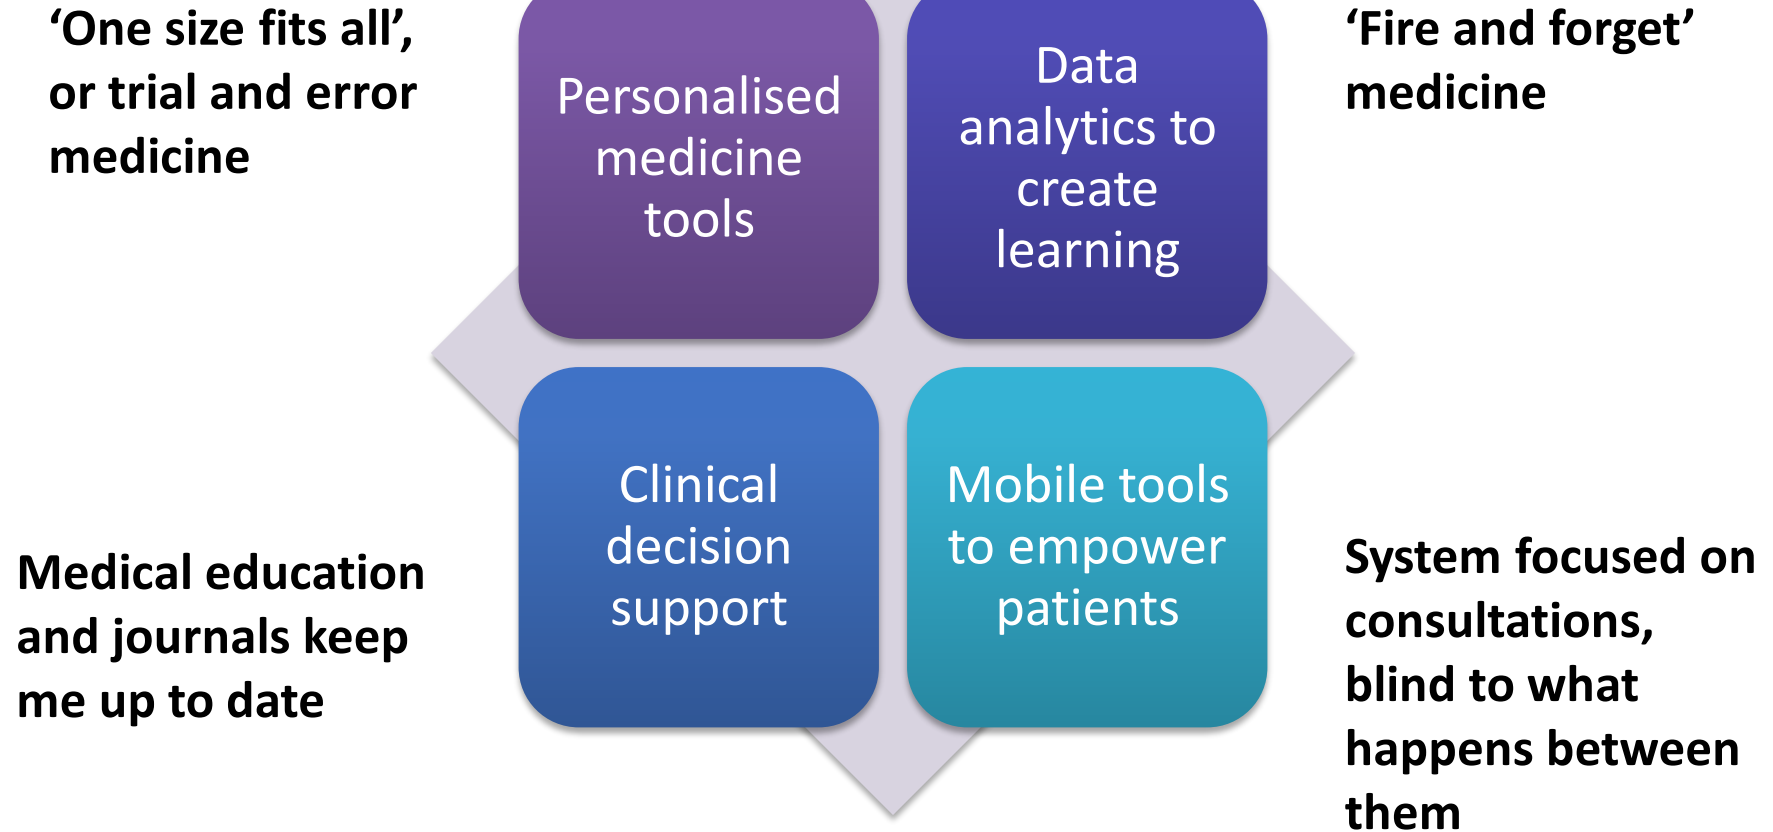 ‘One size fits all’,
or trial and error
medicine
Personalised
medicine
tools
Data
analytics to
create
learning
‘Fire and forget’
medicine
Medical education
and journals keep
me up to date
Clinical
decision
support
Mobile tools
to empower
patients
System focused on
consultations,
blind to what
happens between
them